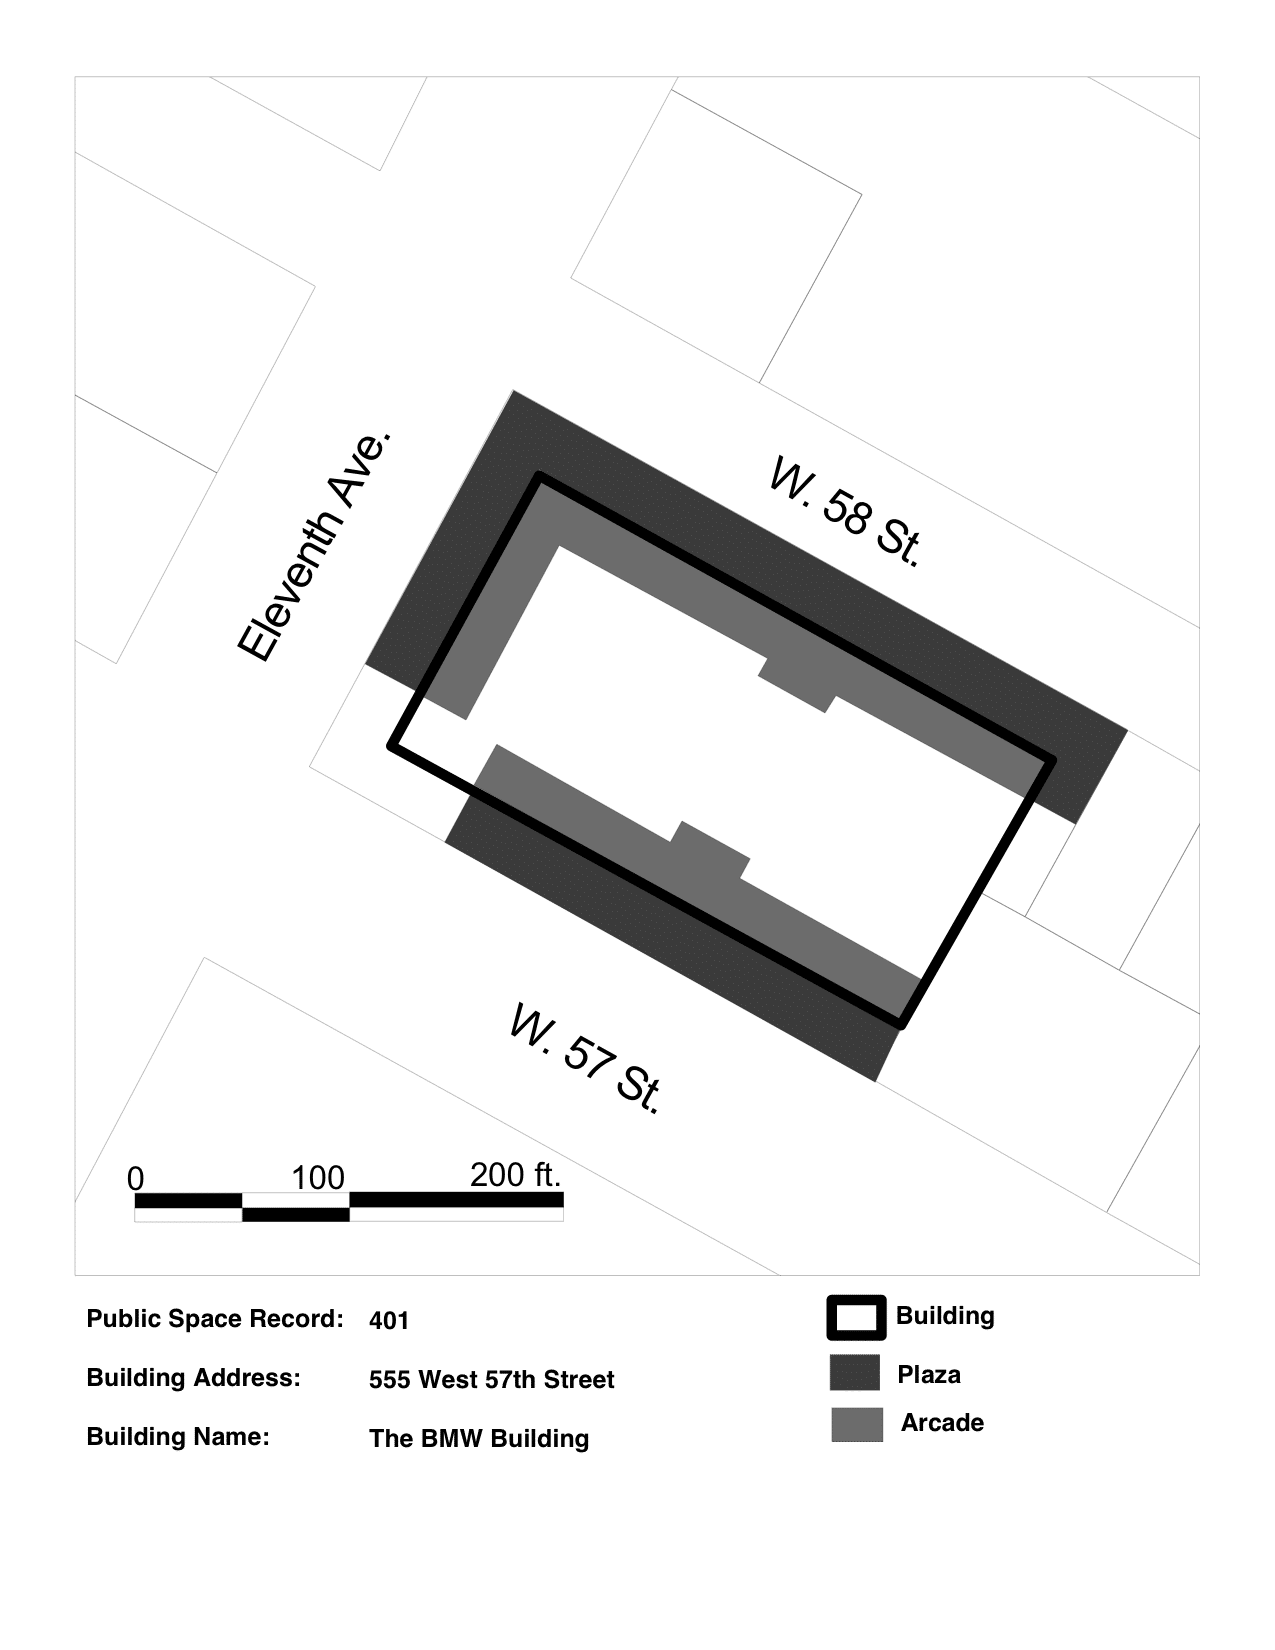 Eleventh Ave.
W. 58 St.
W. 57 St.
0 100 200 ft.
Public Space Record: 401
Building Address: 555 West 57th Street
Building Name: The BMW Building
Building
Plaza
Arcade